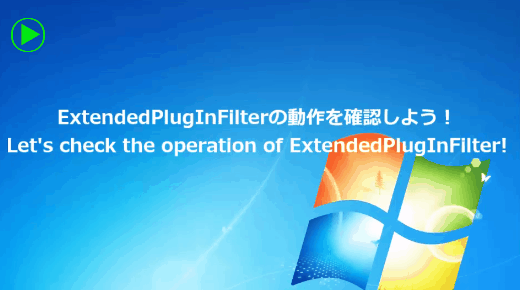 ExtendedPlugInFilterの動作を確認しよう！
Let's check the operation of ExtendedPlugInFilter!